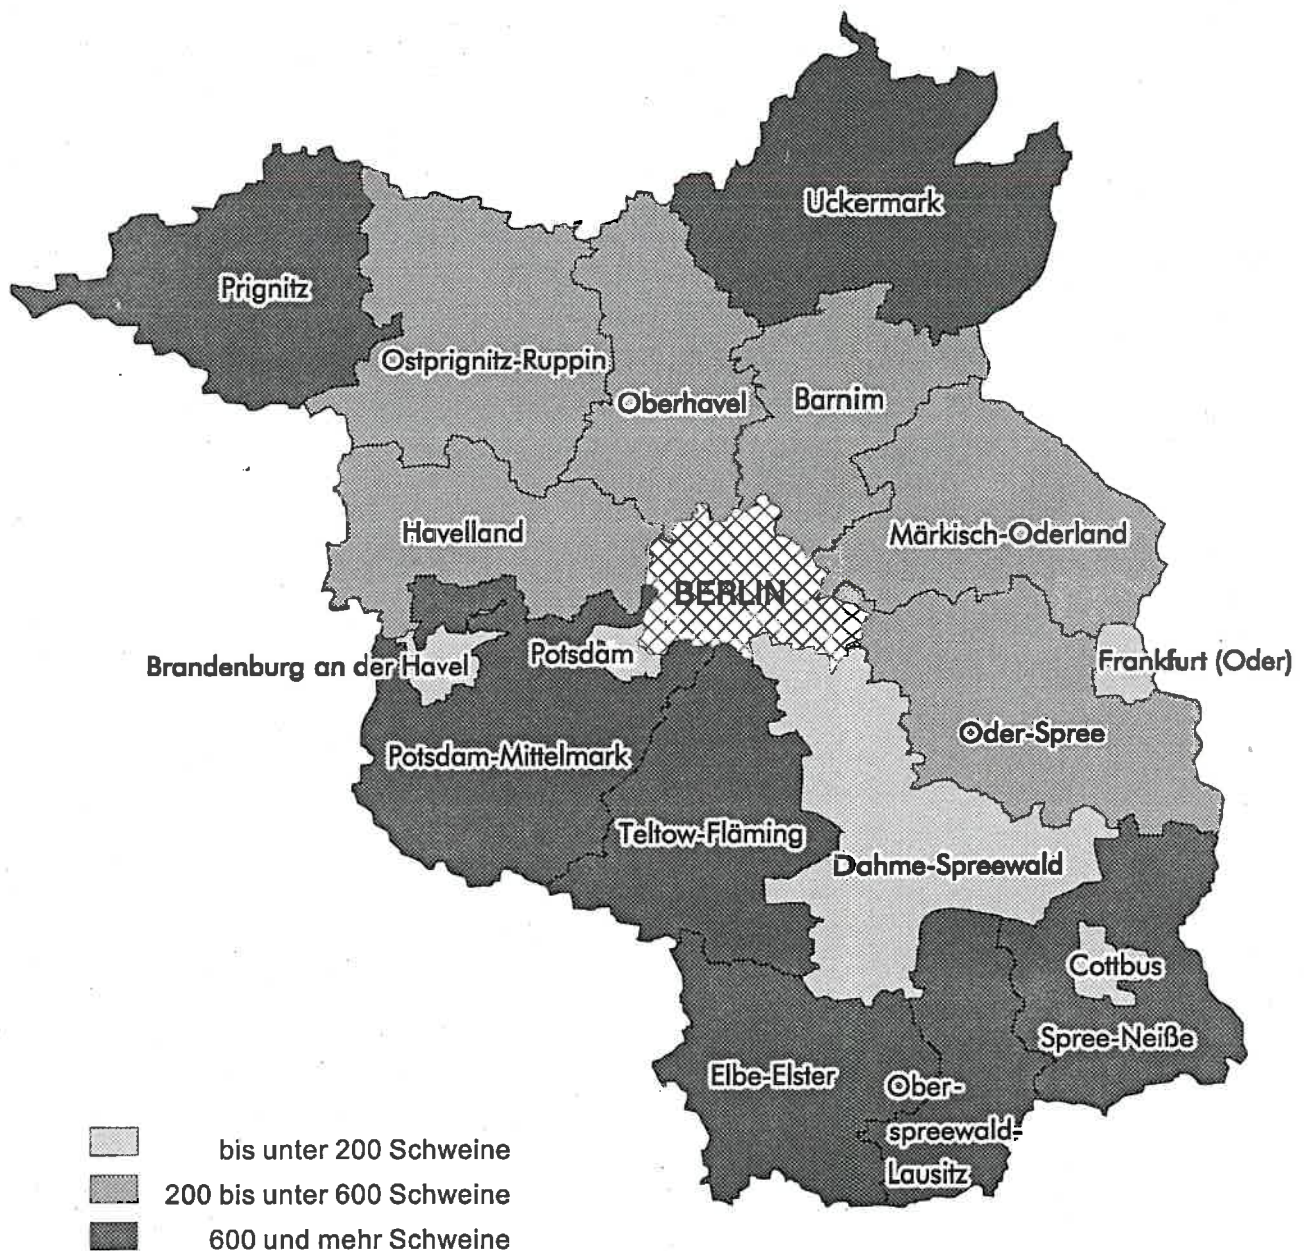 Uckermark
Prignitz
Ostprignitz-Ruppin
Oberhavel
Barnim
Havelland
Märkisch-Oderland
BERLIN
Brandenburg an der Havel
Potsdam
Frankfurt (Oder)
Oder-Spree
Potsdam-Mittelmark
Teltow-Fläming
Dahme-Spreewald
Cottbus
Spree-Neiße
Elbe-Elster
Ober-
spreewald-
Lausitz
bis unter 200 Schweine
200 bis unter 600 Schweine
600 und mehr Schweine